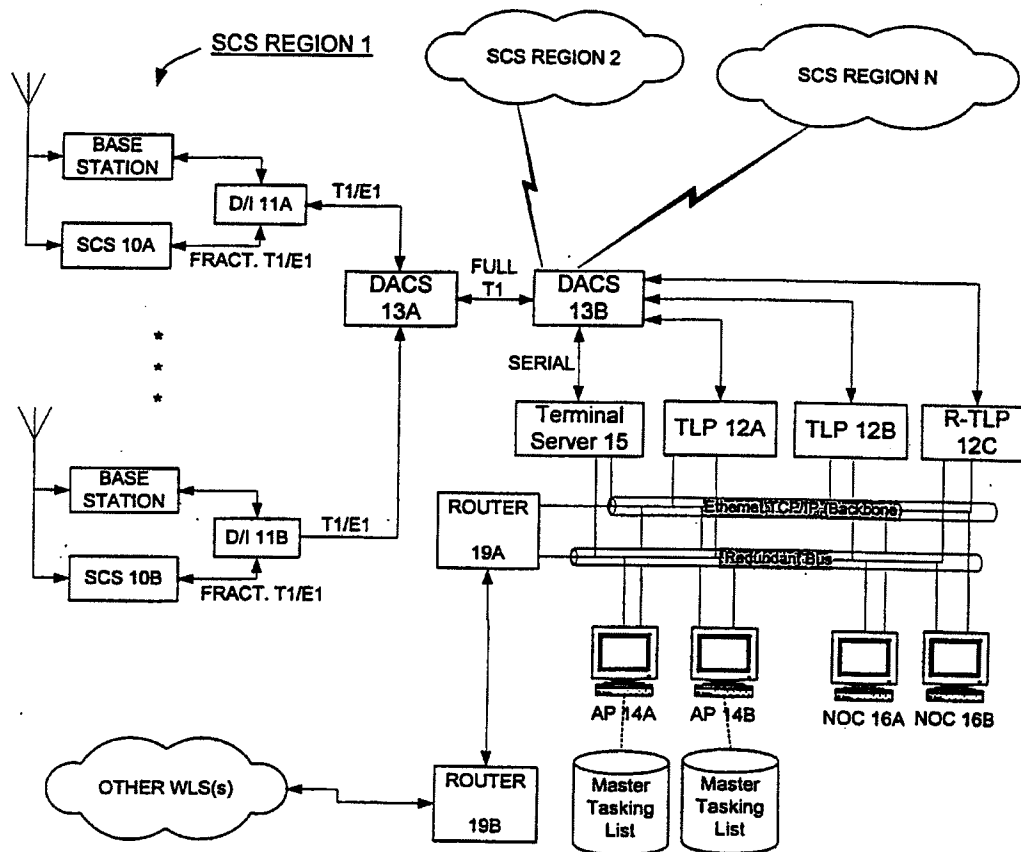 SCS REGION 1
SCS REGION 2
SCS REGION N
BASE
STATION
D/I 11A
T1/E1
SCS 10A
FRACT. T1/E1
DACS
13A
FULL
T1
DACS
13B
*
*
*
SERIAL
Terminal
Server 15
TLP 12A
TLP 12B
R-TLP
12C
BASE
STATION
D/I 11B
T1/E1
SCS 10B
FRACT. T1/E1
ROUTER
19A
Ethernet TCP/IP (Backbone)
Redundant Bus
AP 14A
AP 14B
NOC 16A
NOC 16B
OTHER WLS(s)
ROUTER
19B
Master
Tasking
List
Master
Tasking
List